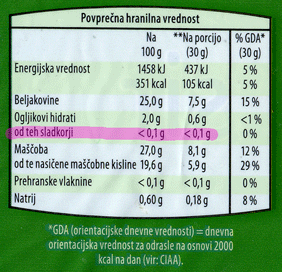 Povprečna hranilna vrednost
Na 100 g **Na porcijo (30 g) % GDA* (30 g)
Energijska vrednost 1458 kJ 437 kJ 5 %
351 kcal 105 kcal 5 %
Beljakovine 25,0 g 7,5 g 15 %
Ogljikovi hidrati 2,0 g 0,6 g <1 %
od teh sladkorji < 0,1 g < 0,1 g 0 %
Maščoba 27,0 g 8,1 g 12 %
od te nasičene maščobne kisline 19,6 g 5,9 g 29 %
Prehranske vlaknine < 0,1 g < 0,1 g 0 %
Natrij 0,60 g 0,18 g 8 %
*GDA (orientacijske dnevne vrednosti) = dnevna
orientacijska vrednost za odrasle na osnovi 2000
kcal na dan (vir: CIAA).